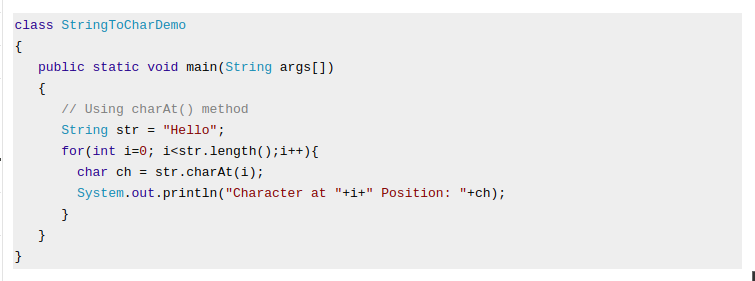 class StringToCharDemo
{
   public static void main(String args[])
   {
      // Using charAt() method
      String str = "Hello";
      for(int i=0; i<str.length();i++){
        char ch = str.charAt(i);
        System.out.println("Character at "+i+" Position: "+ch);
      }
   }
}